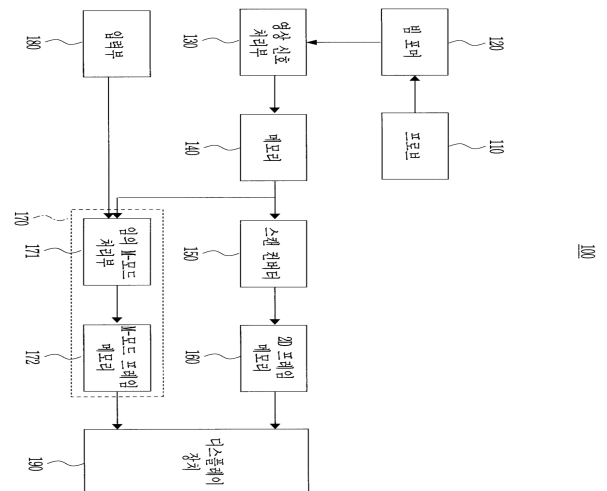 100
프로브
110
빔 포머
120
영상 신호
처리부
130
메모리
140
스캔 컨버터
150
2D 프레임
메모리
160
입력부
180
170
임의 M-모드
처리부
171
M-모드 프레임
메모리
172
디스플레이
장치
190